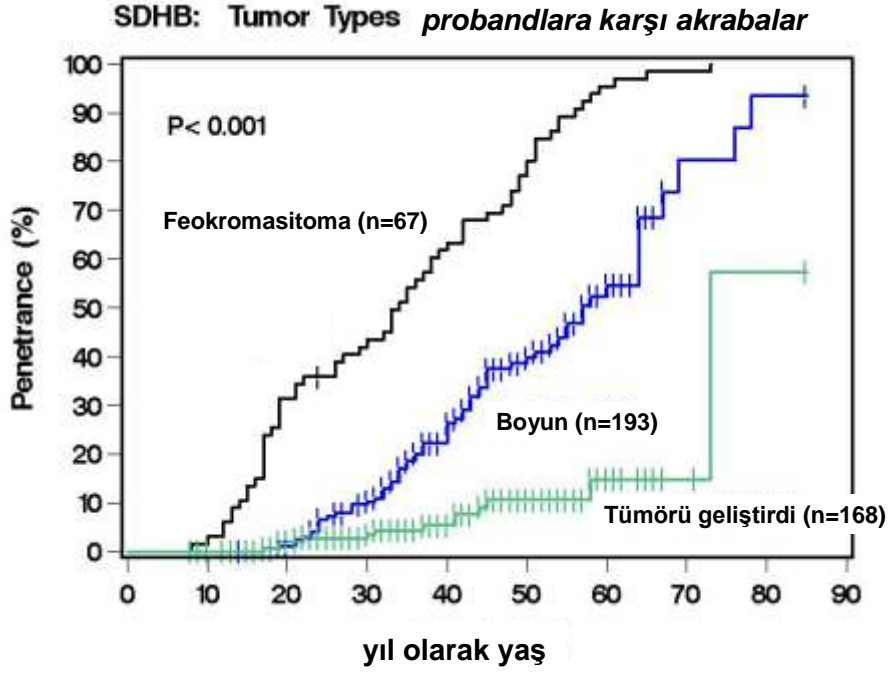 SDHB: Tumor Types probandlara karşı akrabalar
100
90
80
70
60
50
40
30
20
10
0
Penetrance (%)
P< 0.001
Feokromasitoma (n=67)
Boyun (n=193)
Tümörü geliştirdi (n=168)
0 10 20 30 40 50 60 70 80 90
yıl olarak yaş